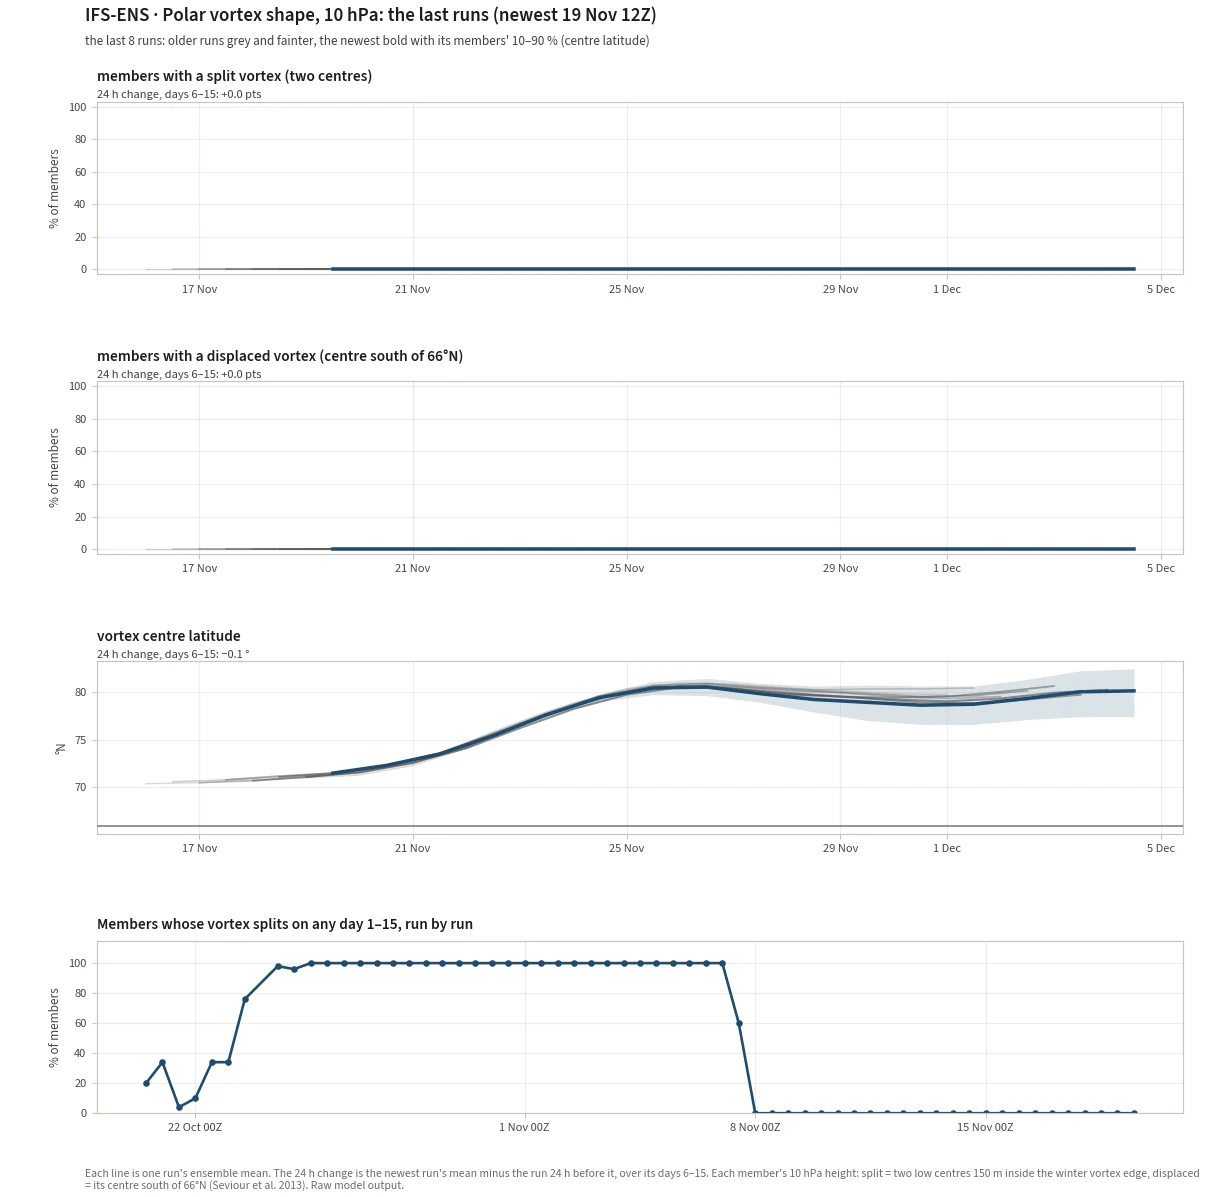 IFS-ENS · Polar vortex shape, 10 hPa: the last runs (newest 19 Nov 12Z)
the last 8 runs: older runs grey and fainter, the newest bold with its members' 10–90 % (centre latitude)
members with a split vortex (two centres)
24 h change, days 6–15: +0.0 pts
100
80
60
40
20
0
% of members
17 Nov 21 Nov 25 Nov 29 Nov 1 Dec 5 Dec
members with a displaced vortex (centre south of 66°N)
24 h change, days 6–15: +0.0 pts
100
80
60
40
20
0
% of members
17 Nov 21 Nov 25 Nov 29 Nov 1 Dec 5 Dec
vortex centre latitude
24 h change, days 6–15: −0.1 °
80
75
70
°N
17 Nov 21 Nov 25 Nov 29 Nov 1 Dec 5 Dec
Members whose vortex splits on any day 1–15, run by run
100
80
60
40
20
0
% of members
22 Oct 00Z 1 Nov 00Z 8 Nov 00Z 15 Nov 00Z
Each line is one run's ensemble mean. The 24 h change is the newest run's mean minus the run 24 h before it, over its days 6–15. Each member's 10 hPa height: split = two low centres 150 m inside the winter vortex edge, displaced
= its centre south of 66°N (Seviour et al. 2013). Raw model output.